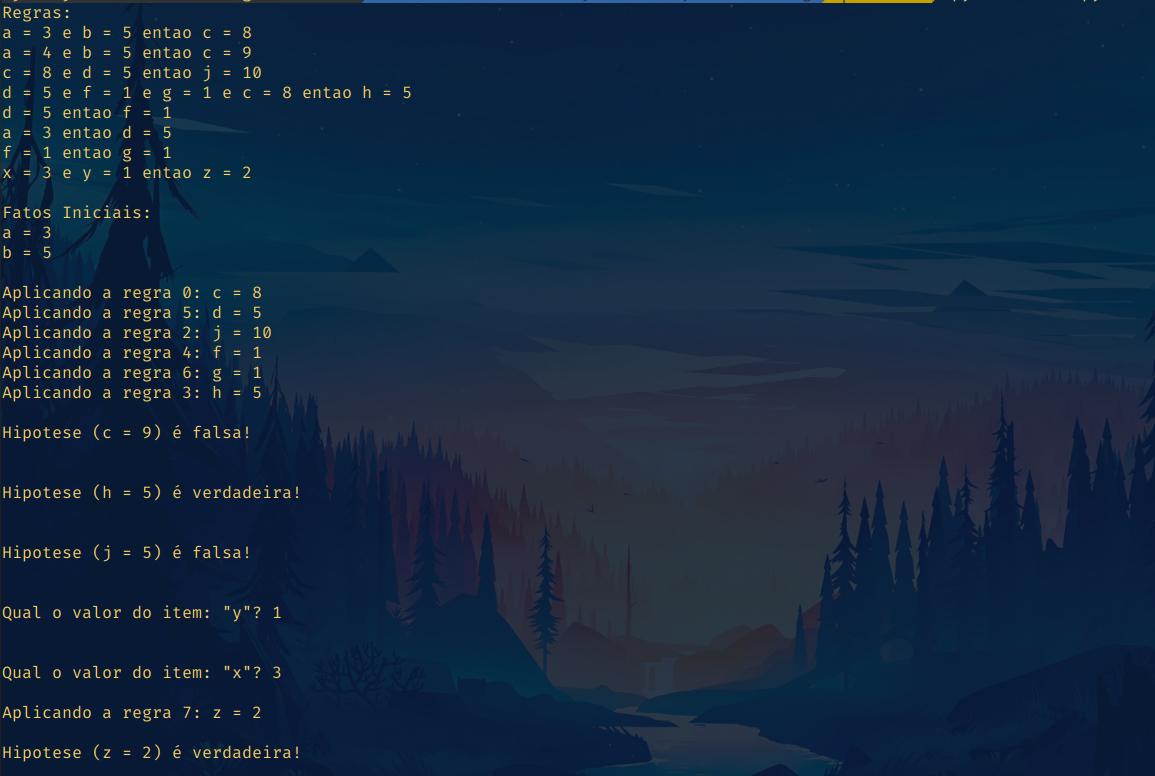 Regras:
a = 3 e b = 5 entao c = 8
a = 4 e b = 5 entao c = 9
c = 8 e d = 5 entao j = 10
d = 5 e f = 1 e g = 1 e c = 8 entao h = 5
d = 5 entao f = 1
a = 3 entao d = 5
f = 1 entao g = 1
x = 3 e y = 1 entao z = 2
Fatos Iniciais:
a = 3
b = 5
Aplicando a regra 0: c = 8
Aplicando a regra 5: d = 5
Aplicando a regra 2: j = 10
Aplicando a regra 4: f = 1
Aplicando a regra 6: g = 1
Aplicando a regra 3: h = 5
Hipotese (c = 9) é falsa!
Hipotese (h = 5) é verdadeira!
Hipotese (j = 5) é falsa!
Qual o valor do item: "y"? 1
Qual o valor do item: "x"? 3
Aplicando a regra 7: z = 2
Hipotese (z = 2) é verdadeira!